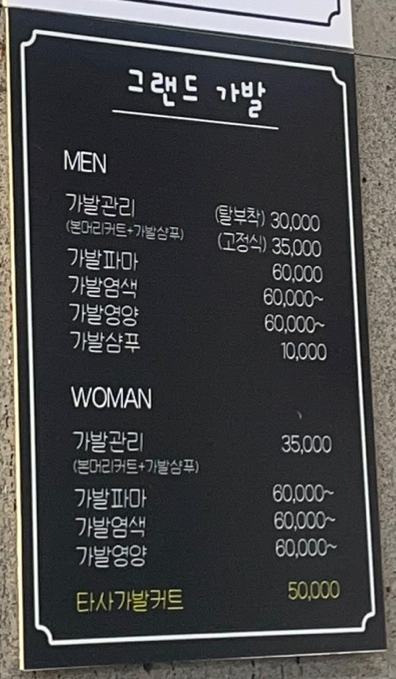 그랜드 가발
MEN
가발관리 (탈부착) 30,000
(본머리커트+가발샴푸) (고정식) 35,000
가발파마 60,000
가발염색 60,000~
가발영양 60,000~
가발샴푸 10,000
WOMAN
가발관리 35,000
(본머리커트+가발샴푸)
가발파마 60,000~
가발염색 60,000~
가발영양 60,000~
타사가발커트 50,000